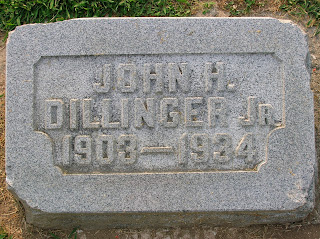 JOHN H.
DILLINGER JR.
1903—1934